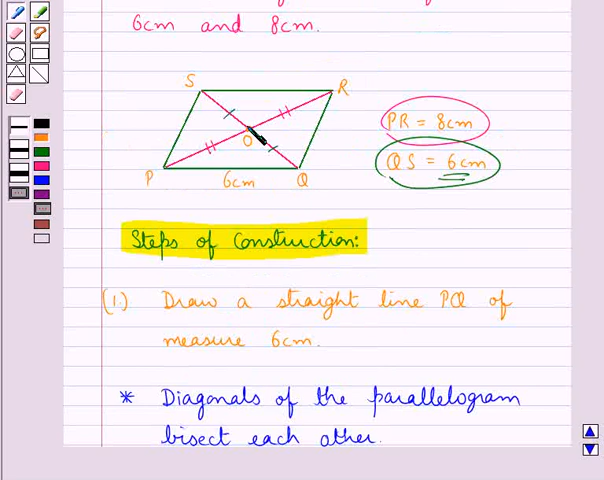 6cm and 8cm.
S
R
PR = 8cm
O
QS = 6cm
P
6cm
Q
Steps of Construction:
(1.) Draw a straight line PQ of
measure 6cm.
* Diagonals of the parallelogram
bisect each other.